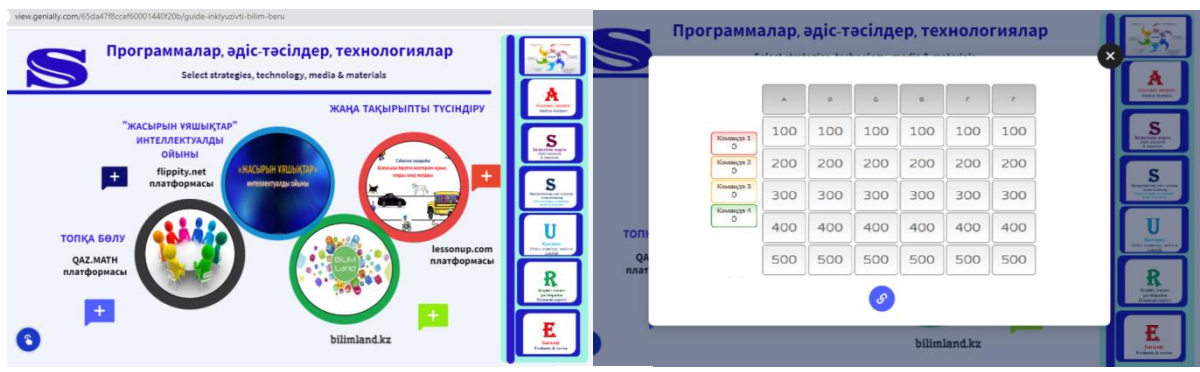 view.genially.com/65da47f8ccef60001440f20b/guide-inklyuzivti-bilim-beru
S
Программалар, әдіс-тәсілдер, технологиялар
Select strategies, technology, media & materials
ЖАҢА ТАҚЫРЫПТЫ ТҮСІНДІРУ
"ЖАСЫРЫН ҰЯШЫҚТАР"
ИНТЕЛЛЕКТУАЛДЫ
ОЙЫНЫ
flippity.net
платформасы
«ЖАСЫРЫН ҰЯШЫҚТАР»
интеллектуалды ойыны
ТОПҚА БӨЛУ
QAZ.MATH
платформасы
BILIM
Land
lessonup.com
платформасы
bilimland.kz
A
S
S
U
R
E
Программалар, әдіс-тәсілдер, технологиялар
Команда 1
0
Команда 2
0
Команда 3
0
Команда 4
0
100 100 100 100 100 100
200 200 200 200 200 200
300 300 300 300 300 300
400 400 400 400 400 400
500 500 500 500 500 500
bilimland.kz
A
S
S
U
R
E